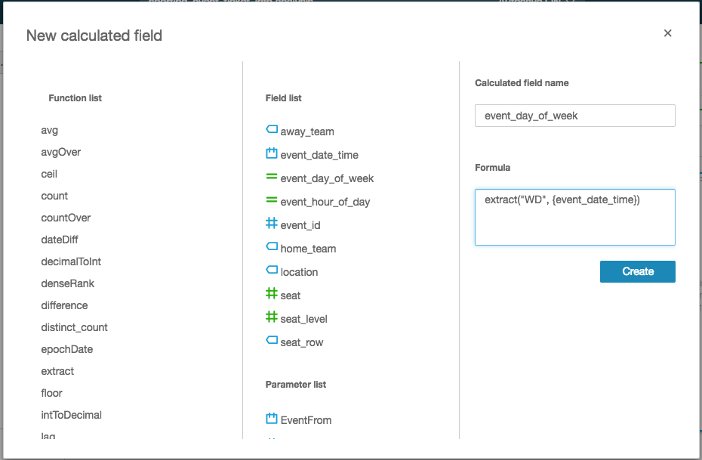 New calculated field
Function list
avg
avgOver
ceil
count
countOver
dateDiff
decimalToInt
denseRank
difference
distinct_count
epochDate
extract
floor
intToDecimal
lag
Field list
away_team
event_date_time
event_day_of_week
event_hour_of_day
event_id
home_team
location
seat
seat_level
seat_row
Parameter list
EventFrom
Calculated field name
event_day_of_week
Formula
extract("WD", {event_date_time})
Create